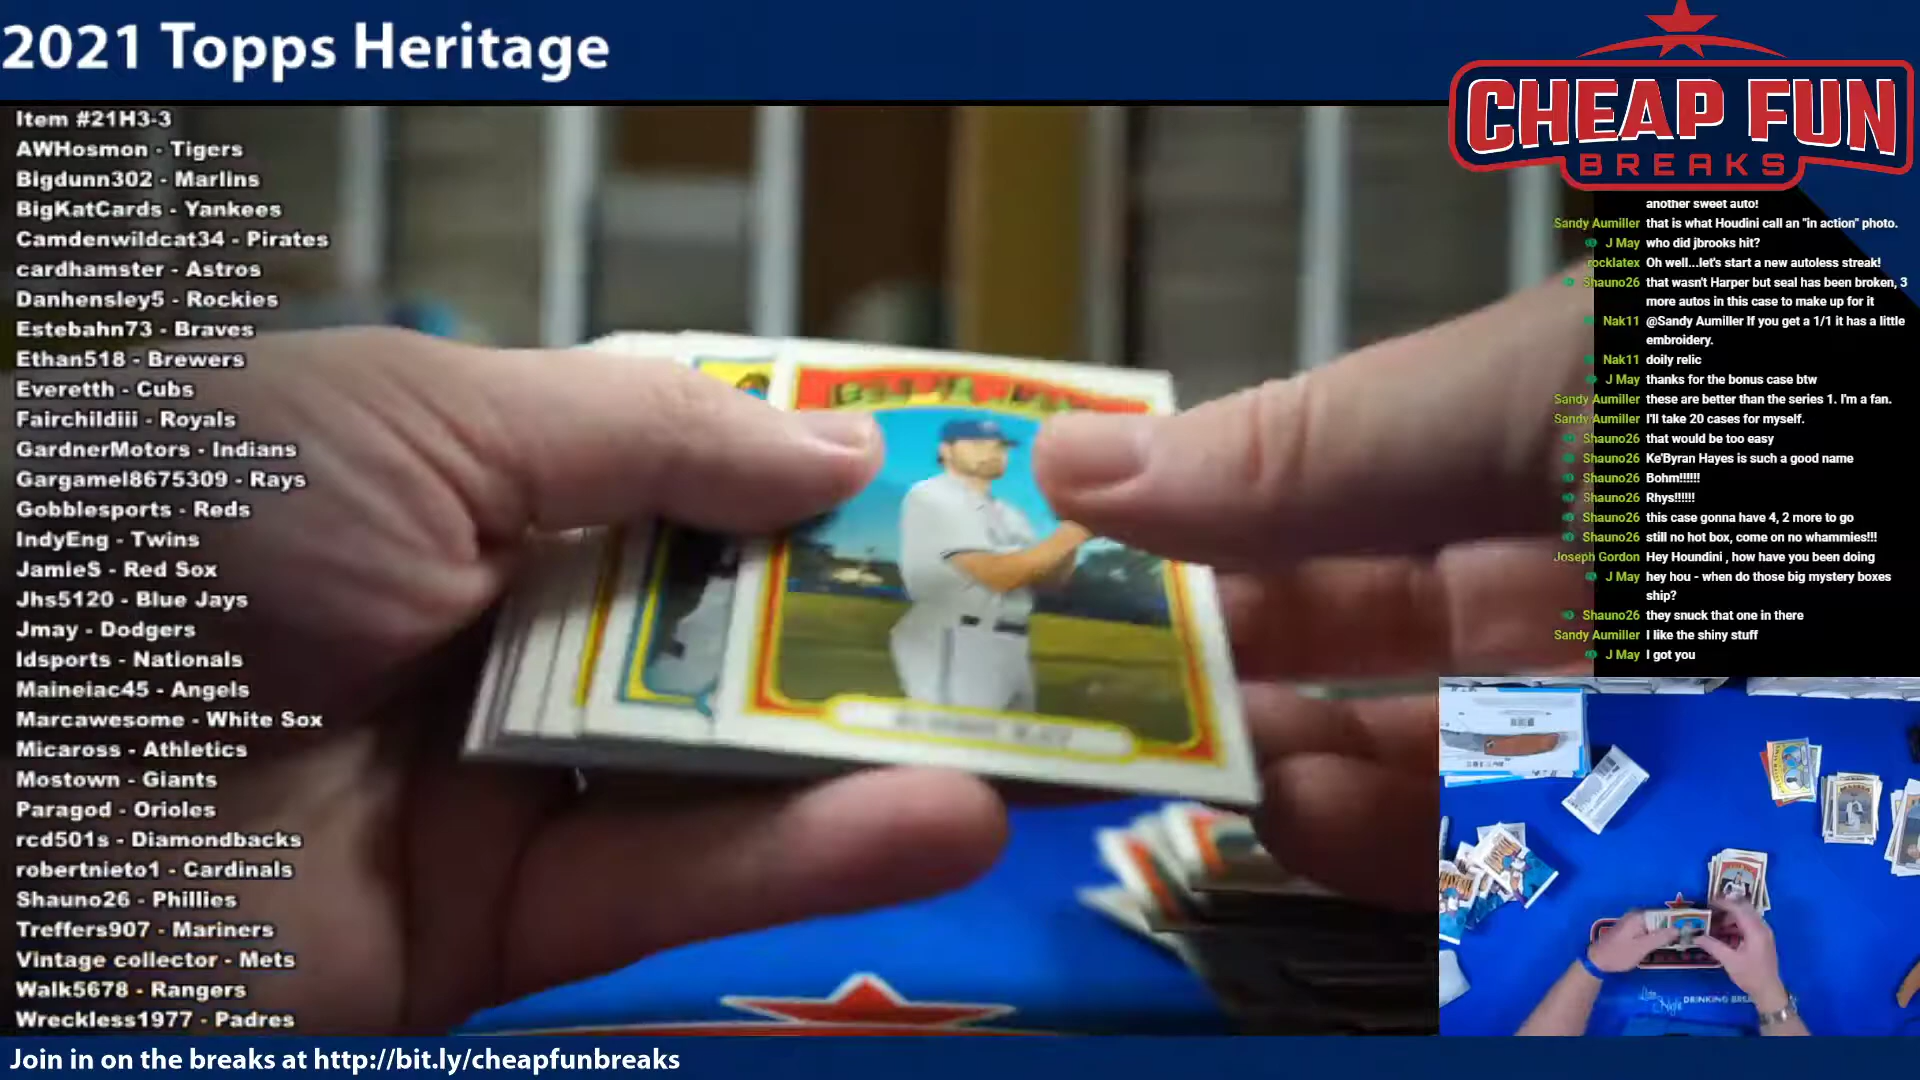 2021 Topps Heritage
CHEAP FUN
BREAKS
Item #21H3-3
AWHosmon - Tigers
Bigdunn302 - Marlins
BigKatCards - Yankees
Camdenwildcat34 - Pirates
cardhamster - Astros
Danhensley5 - Rockies
Estebahn73 - Braves
Ethan518 - Brewers
Everetth - Cubs
Fairchildiii - Royals
GardnerMotors - Indians
Gargamel8675309 - Rays
Gobblesports - Reds
IndyEng - Twins
JamieS - Red Sox
Jhs5120 - Blue Jays
Jmay - Dodgers
ldsports - Nationals
Maineiac45 - Angels
Marcawesome - White Sox
Micaross - Athletics
Mostown - Giants
Paragod - Orioles
rcd501s - Diamondbacks
robertnieto1 - Cardinals
Shauno26 - Phillies
Treffers907 - Mariners
Vintage collector - Mets
Walk5678 - Rangers
Wreckless1977 - Padres
another sweet auto!
Sandy Aumiller that is what Houdini call an "in action" photo.
J May who did jbrooks hit?
rocklatex Oh well...let's start a new autoless streak!
Shauno26 that wasn't Harper but seal has been broken, 3
more autos in this case to make up for it
Nak11 @Sandy Aumiller If you get a 1/1 it has a little
embroidery.
Nak11 doily relic
J May thanks for the bonus case btw
Sandy Aumiller these are better than the series 1. I'm a fan.
Sandy Aumiller I'll take 20 cases for myself.
Shauno26 that would be too easy
Shauno26 Ke'Byran Hayes is such a good name
Shauno26 Bohm!!!!!!
Shauno26 Rhys!!!!!!
Shauno26 this case gonna have 4, 2 more to go
Shauno26 still no hot box, come on no whammies!!!
Joseph Gordon Hey Houndini , how have you been doing
J May hey hou - when do those big mystery boxes
ship?
Shauno26 they snuck that one in there
Sandy Aumiller I like the shiny stuff
J May I got you
DRINKING
Join in on the breaks at http://bit.ly/cheapfunbreaks